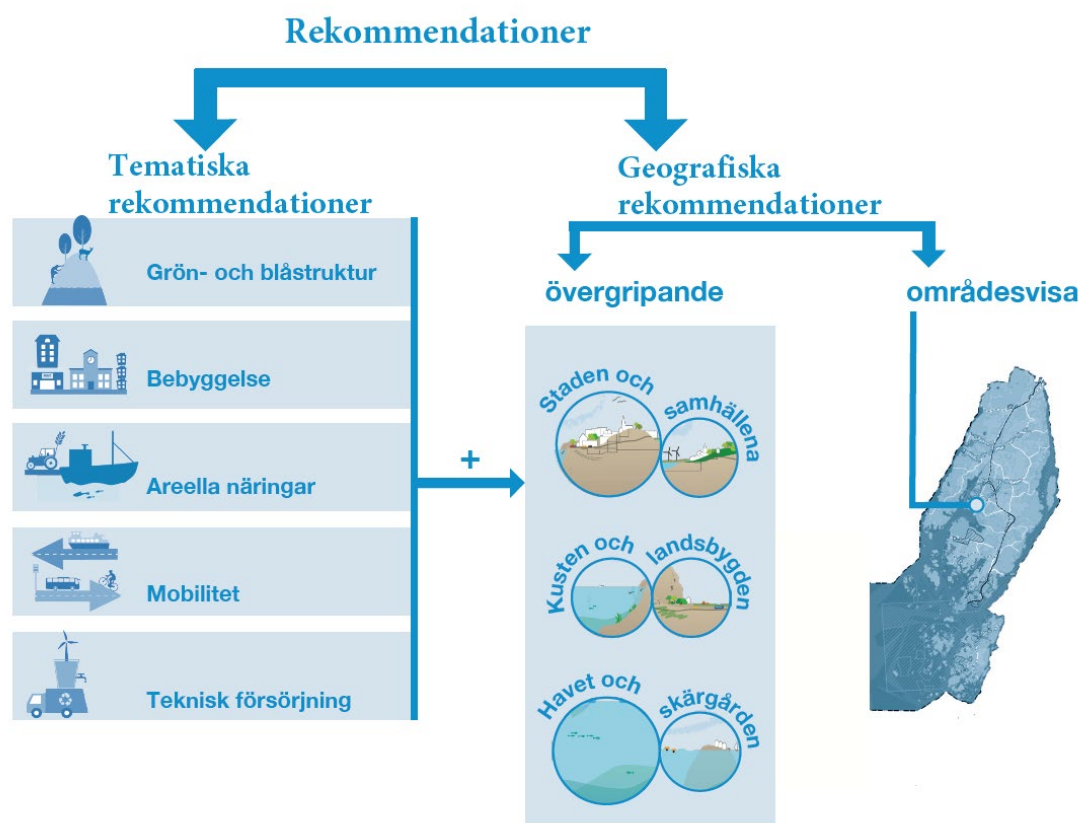 Rekommendationer
Tematiska
rekommendationer
Grön- och blåstruktur
Bebyggelse
Areella näringar
Mobilitet
Teknisk försörjning
+
Geografiska
rekommendationer
övergripande
Staden och samhällena
Kusten och landsbygden
Havet och skärgården
områdesvisa